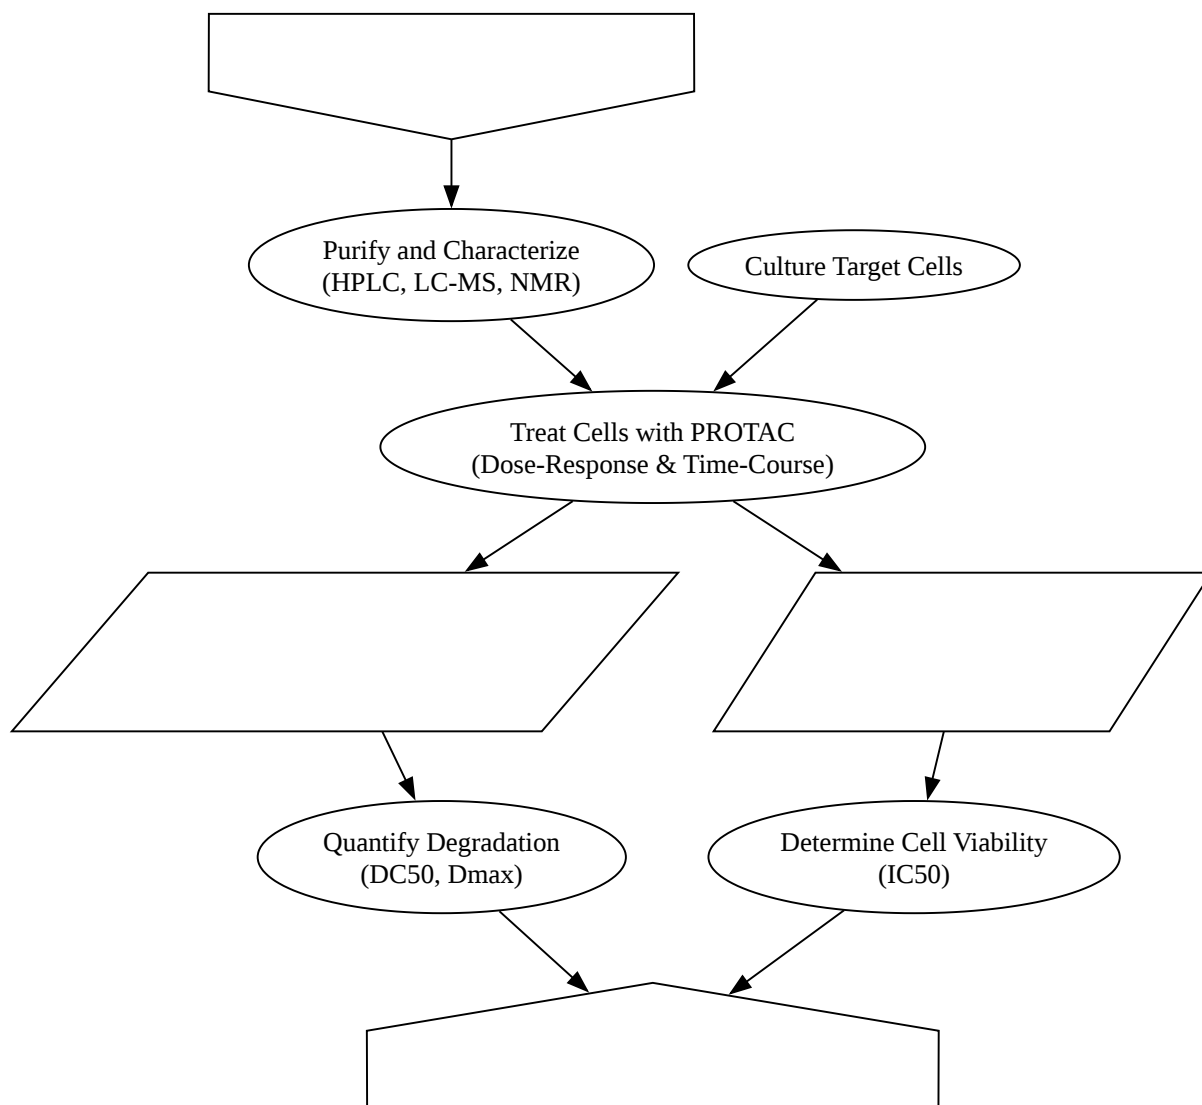 Purify and Characterize
(HPLC, LC-MS, NMR)
Culture Target Cells
Treat Cells with PROTAC
(Dose-Response & Time-Course)
Quantify Degradation
(DC50, Dmax)
Determine Cell Viability
(IC50)